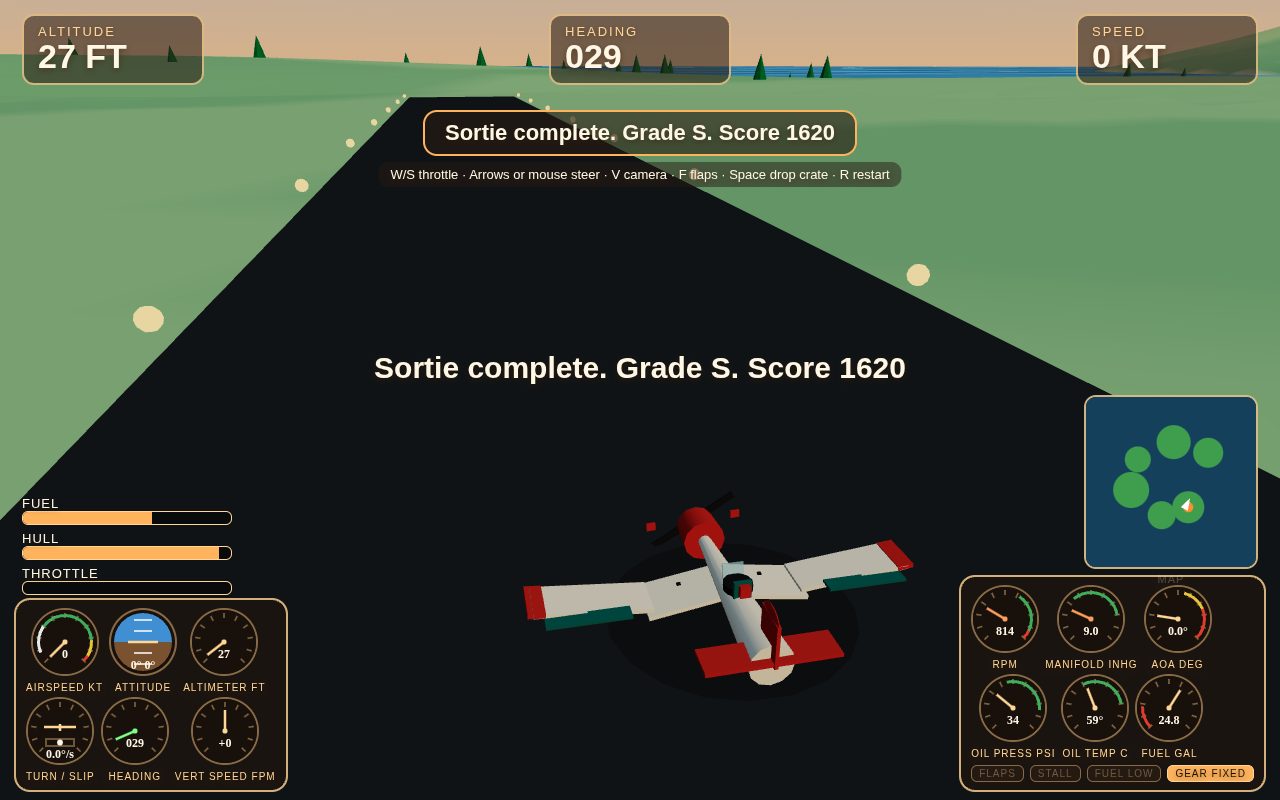 ALTITUDE
27 FT
HEADING
029
SPEED
0 KT
Sortie complete. Grade S. Score 1620
W/S throttle · Arrows or mouse steer · V camera · F flaps · Space drop crate · R restart
Sortie complete. Grade S. Score 1620
FUEL
HULL
THROTTLE
0
0° 0°
27
AIRSPEED KT
ATTITUDE
ALTIMETER FT
0.0°/s
029
+0
TURN / SLIP
HEADING
VERT SPEED FPM
MAP
814
9.0
0.0°
RPM
MANIFOLD INHG
AOA DEG
34
59°
24.8
OIL PRESS PSI
OIL TEMP C
FUEL GAL
FLAPS
STALL
FUEL LOW
GEAR FIXED